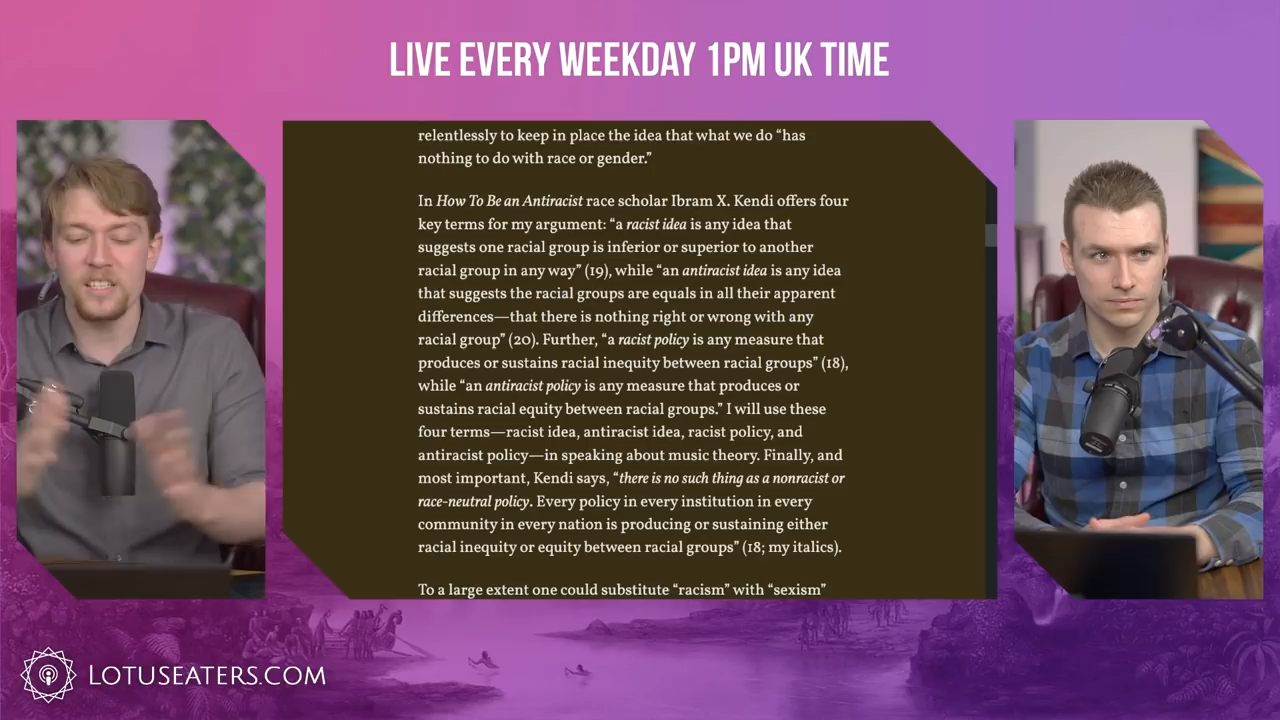 LIVE EVERY WEEKDAY 1PM UK TIME
relentlessly to keep in place the idea that what we do “has
nothing to do with race or gender.”
In How To Be an Antiracist race scholar Ibram X. Kendi offers four
key terms for my argument: “a racist idea is any idea that
suggests one racial group is inferior or superior to another
racial group in any way” (19), while “an antiracist idea is any idea
that suggests the racial groups are equals in all their apparent
differences—that there is nothing right or wrong with any
racial group” (20). Further, “a racist policy is any measure that
produces or sustains racial inequity between racial groups” (18),
while “an antiracist policy is any measure that produces or
sustains racial equity between racial groups.” I will use these
four terms—racist idea, antiracist idea, racist policy, and
antiracist policy—in speaking about music theory. Finally, and
most important, Kendi says, “there is no such thing as a nonracist or
race-neutral policy. Every policy in every institution in every
community in every nation is producing or sustaining either
racial inequity or equity between racial groups” (18; my italics).
To a large extent one could substitute “racism” with “sexism”
LOTUSEATERS.COM